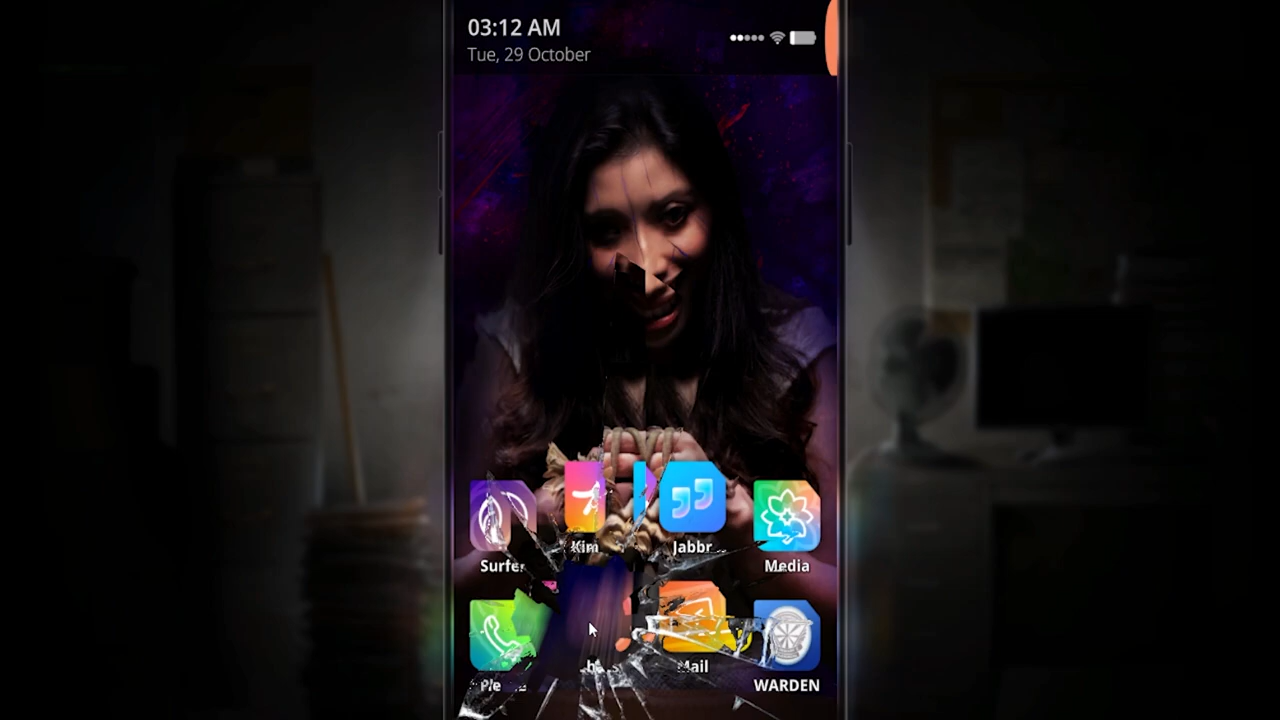 03:12 AM
Tue, 29 October
Kim
Jabbr
Surfer
Media
Mail
WARDEN